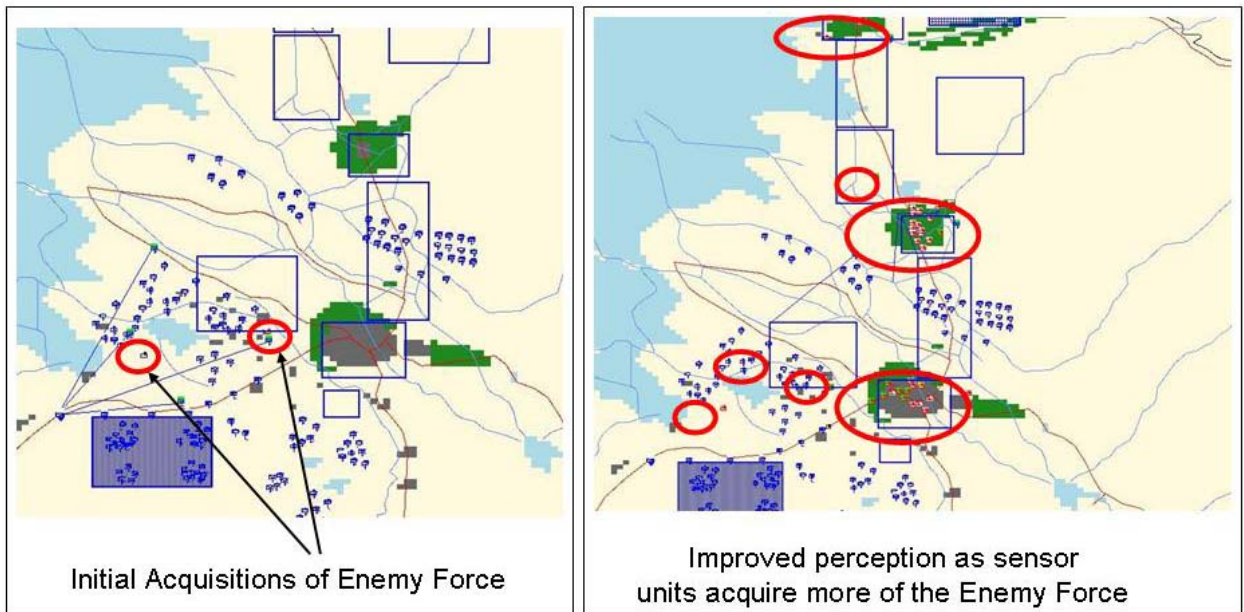 Initial Acquisitions of Enemy Force
Improved perception as sensor
units acquire more of the Enemy Force